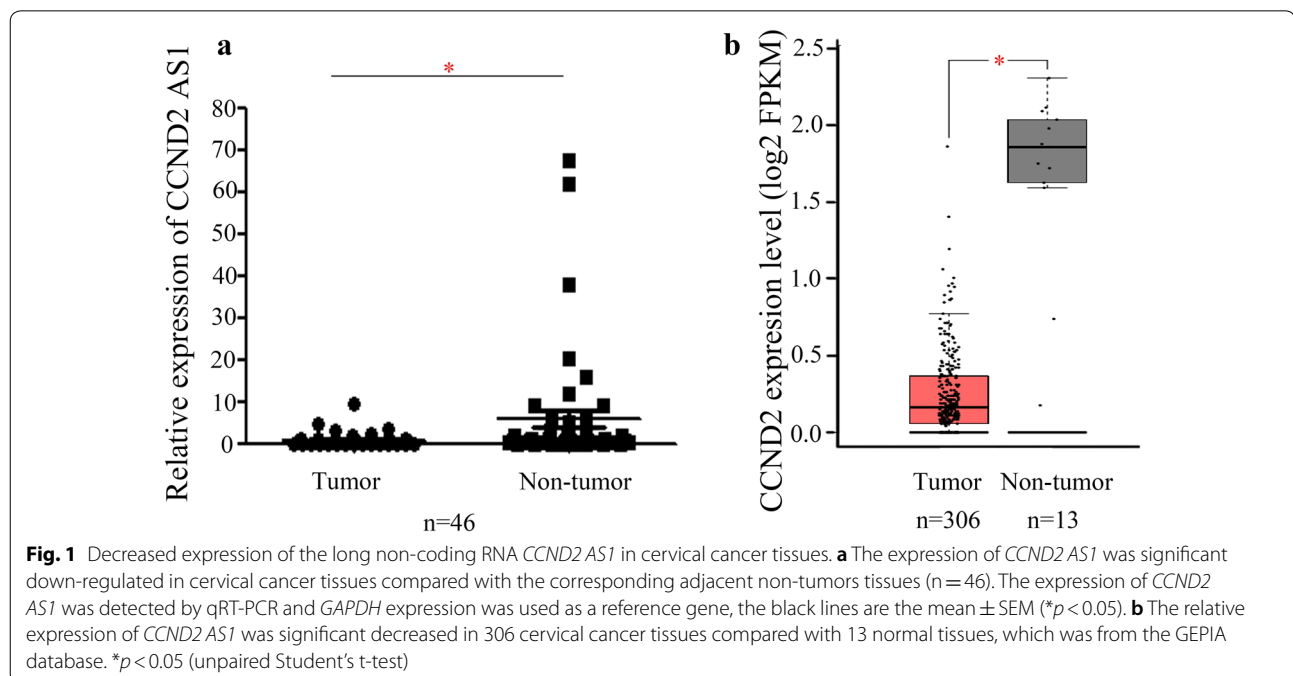 a
*
Relative expression of CCND2 AS1
80
70
60
50
40
30
20
10
0
Tumor
Non-tumor
n=46
b
*
CCND2 expresion level (log2 FPKM)
2.5
2.0
1.5
1.0
0.5
0.0
Tumor
Non-tumor
n=306
n=13
Fig. 1 Decreased expression of the long non-coding RNA CCND2 AS1 in cervical cancer tissues. a The expression of CCND2 AS1 was significant
down-regulated in cervical cancer tissues compared with the corresponding adjacent non-tumors tissues (n = 46). The expression of CCND2
AS1 was detected by qRT-PCR and GAPDH expression was used as a reference gene, the black lines are the mean ± SEM (*p < 0.05). b The relative
expression of CCND2 AS1 was significant decreased in 306 cervical cancer tissues compared with 13 normal tissues, which was from the GEPIA
database. *p < 0.05 (unpaired Student's t-test)